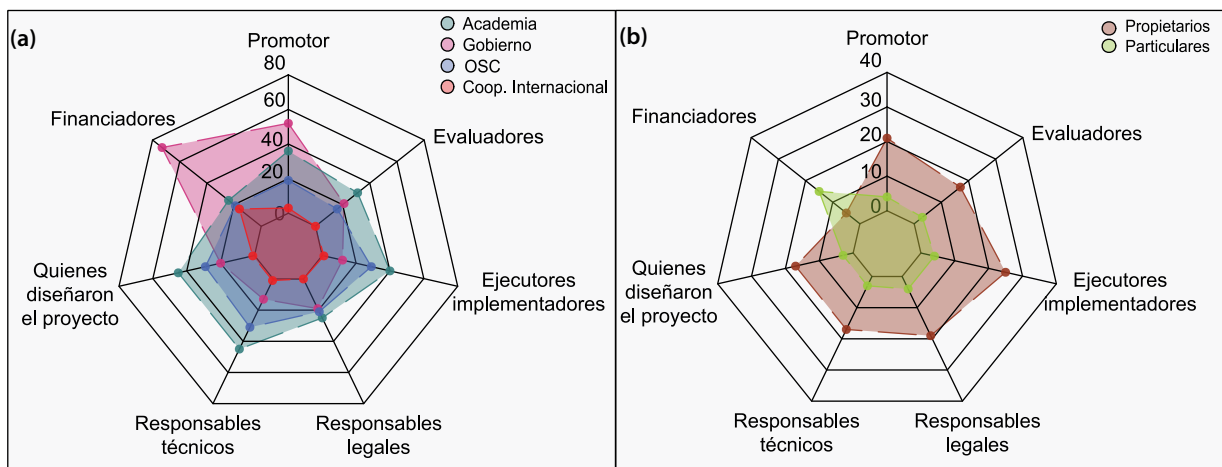 (a)
Academia
Gobierno
OSC
Coop. Internacional
Promotor
80
60
40
20
0
Financiadores
Evaluadores
Quienes
diseñaron
el proyecto
Ejecutores
implementadores
Responsables
técnicos
Responsables
legales
(b)
Propietarios
Particulares
Promotor
40
30
20
10
0
Financiadores
Evaluadores
Quienes
diseñaron
el proyecto
Ejecutores
implementadores
Responsables
técnicos
Responsables
legales